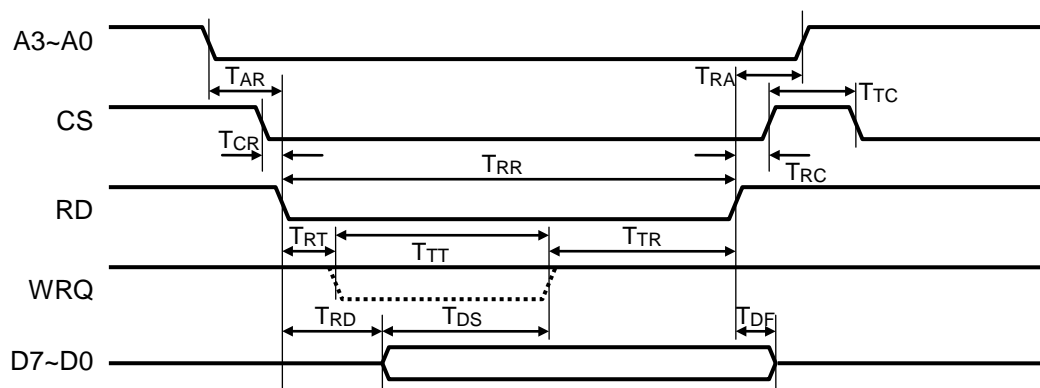 A3~A0
TAR
TRA
TTC
CS
TCR
TRR
TRC
RD
TRT
TTT
TTR
WRQ
TRD
TDS
TDF
D7~D0